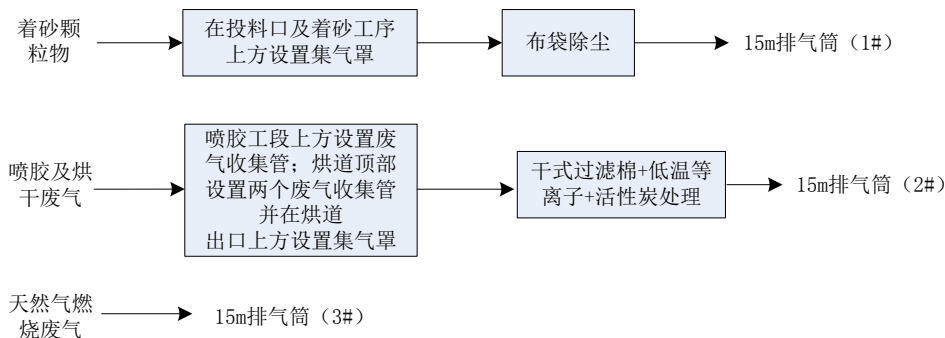 着砂颗
粒物
在投料口及着砂工序
上方设置集气罩
布袋除尘
15m排气筒（1#）
喷胶及烘
干废气
喷胶工段上方设置废
气收集管；烘道顶部
设置两个废气收集管
并在烘道
出口上方设置集气罩
干式过滤棉+低温等
离子+活性炭处理
15m排气筒（2#）
天然气燃
烧废气
15m排气筒（3#）